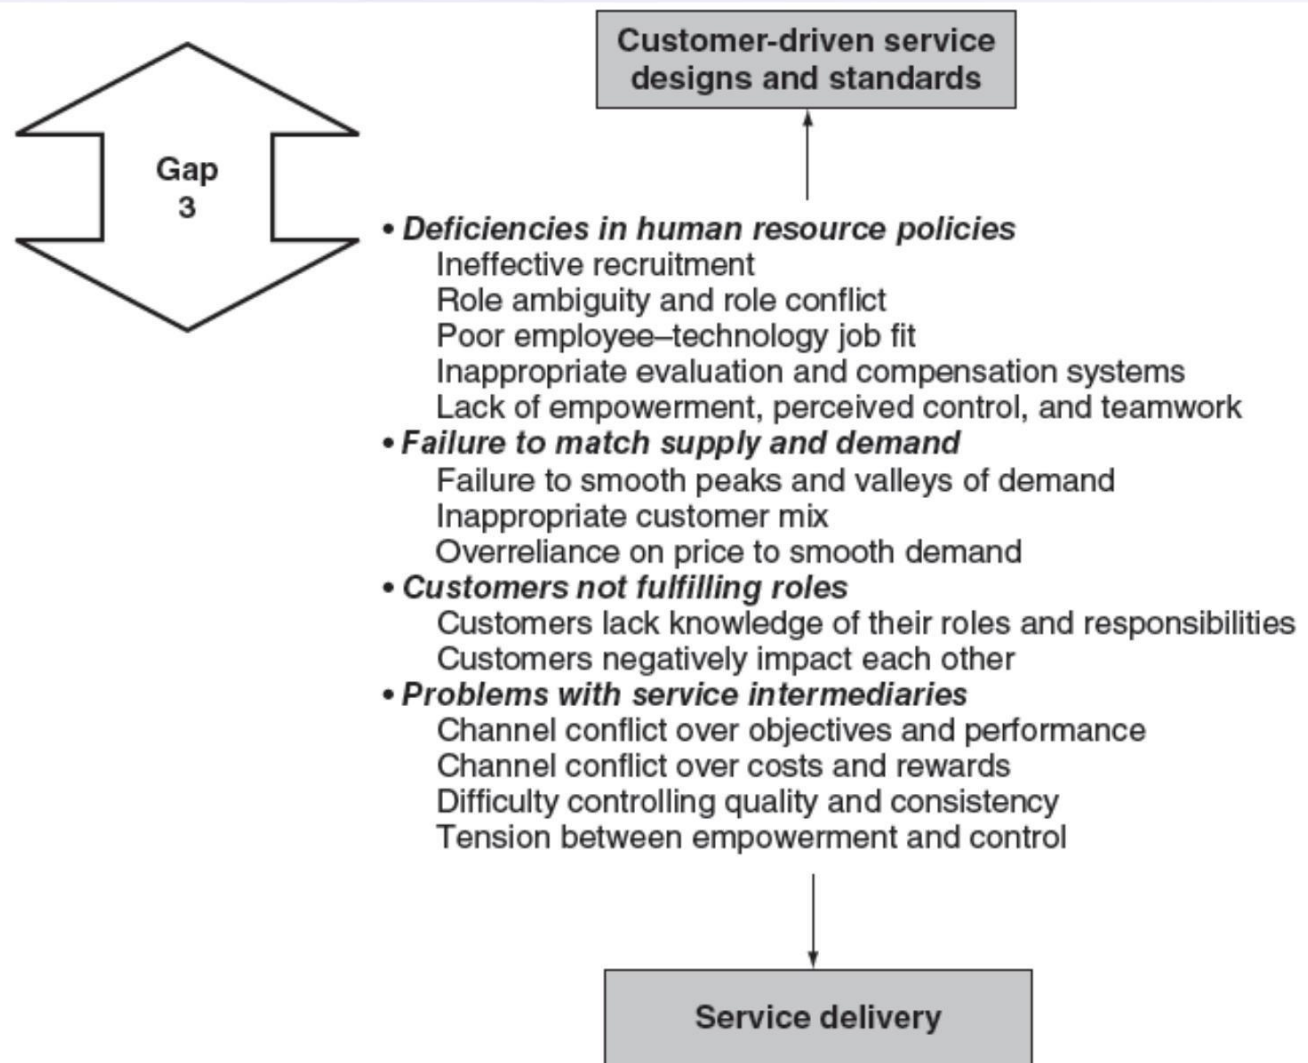 Customer-driven service
designs and standards
Gap
3
• Deficiencies in human resource policies
Ineffective recruitment
Role ambiguity and role conflict
Poor employee–technology job fit
Inappropriate evaluation and compensation systems
Lack of empowerment, perceived control, and teamwork
• Failure to match supply and demand
Failure to smooth peaks and valleys of demand
Inappropriate customer mix
Overreliance on price to smooth demand
• Customers not fulfilling roles
Customers lack knowledge of their roles and responsibilities
Customers negatively impact each other
• Problems with service intermediaries
Channel conflict over objectives and performance
Channel conflict over costs and rewards
Difficulty controlling quality and consistency
Tension between empowerment and control
Service delivery